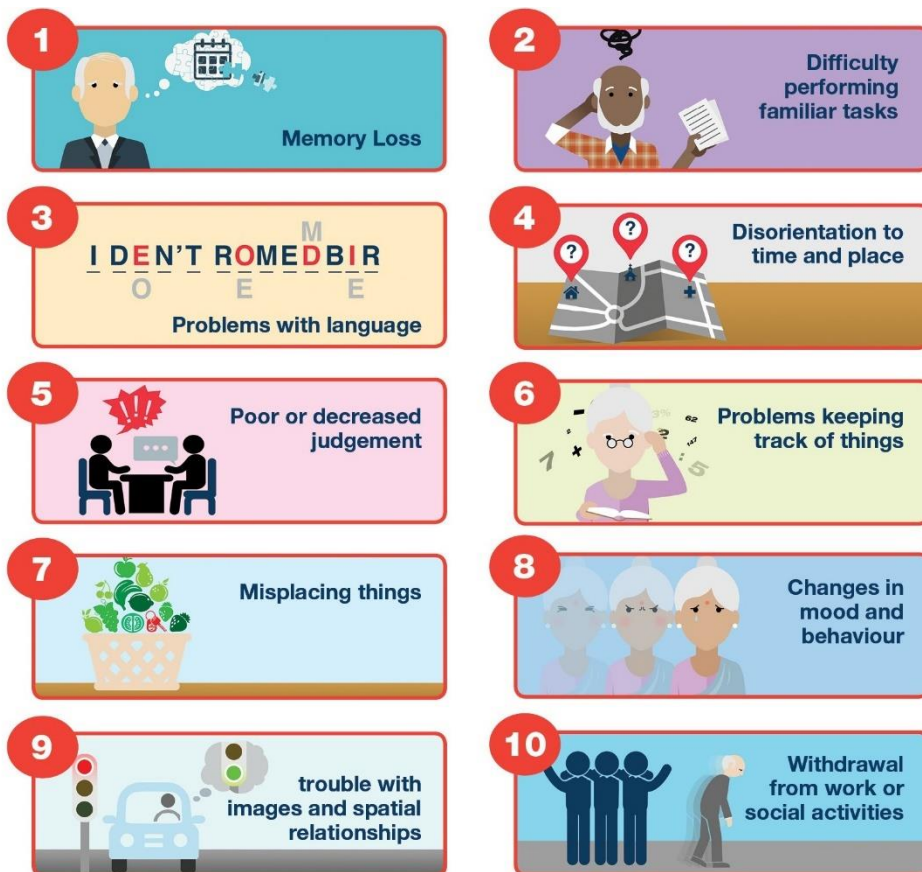 1
Memory Loss
2
Difficulty
performing
familiar tasks
3
M
I DEN'T ROMEDBIR
O E E
Problems with language
4
? ? ?
Disorientation to
time and place
5
!!!
Poor or decreased
judgement
6
Problems keeping
track of things
7
Misplacing things
8
Changes in
mood and
behaviour
9
trouble with
images and spatial
relationships
10
Withdrawal
from work or
social activities